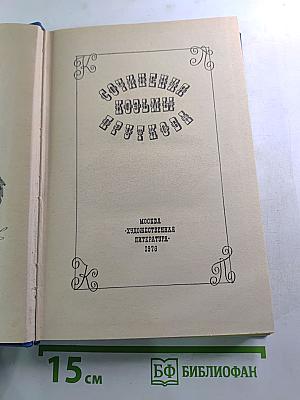 К П
СОЧИНЕНИЯ
КОЗЬМЫ
ПРУТКОВА
МОСКВА
«ХУДОЖЕСТВЕННАЯ
ЛИТЕРАТУРА»
1976
К П
15 см БФ БИБЛИОФАН